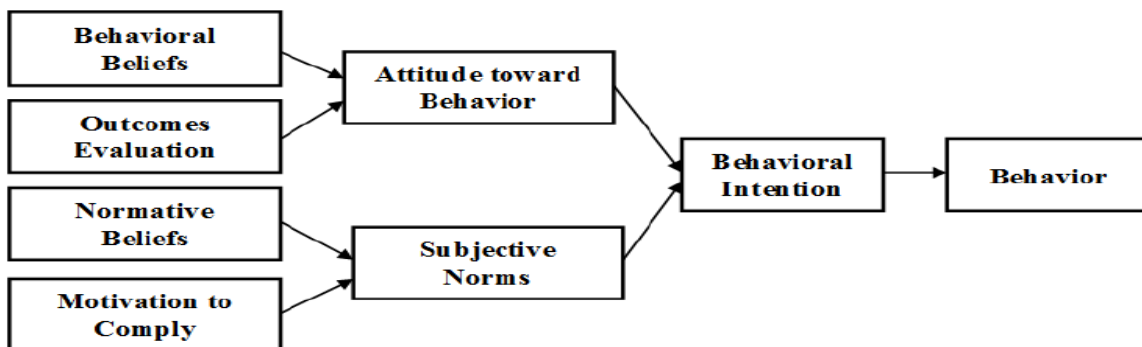 Behavioral
Beliefs
Outcomes
Evaluation
Normative
Beliefs
Motivation to
Comply
Attitude toward
Behavior
Subjective
Norms
Behavioral
Intention
Behavior